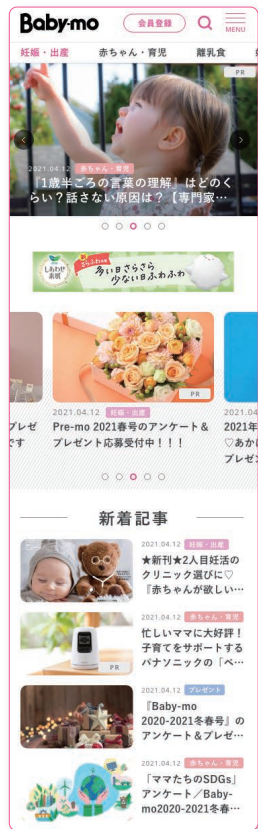 Baby-mo
会員登録
MENU
妊娠・出産
赤ちゃん・育児
離乳食
PR
2021.04.12
赤ちゃん・育児
『1歳半ごろの言葉の理解』はどのく
らい？話さない原因は？【専門家…
しあわせ
素肌
多い日さらさら
少ない日ふわふわ
プレゼ
です
PR
2021.04.12
妊娠・出産
Pre-mo 2021春号のアンケート＆
プレゼント応募受付中！！！
2021.04
2021年
♡あかに
プレゼン
新着記事
2021.04.12
妊娠・出産
★新刊★2人目妊活の
クリニック選びに♡
『赤ちゃんが欲しい…
PR
2021.04.12
赤ちゃん・育児
忙しいママに大好評！
子育てをサポートする
パナソニックの「ベ…
2021.04.12
プレゼント
『Baby-mo
2020-2021冬春号』の
アンケート＆プレゼ…
2021.04.12
赤ちゃん・育児
「ママたちのSDGs」
アンケート／Baby-
mo2020-2021冬春…